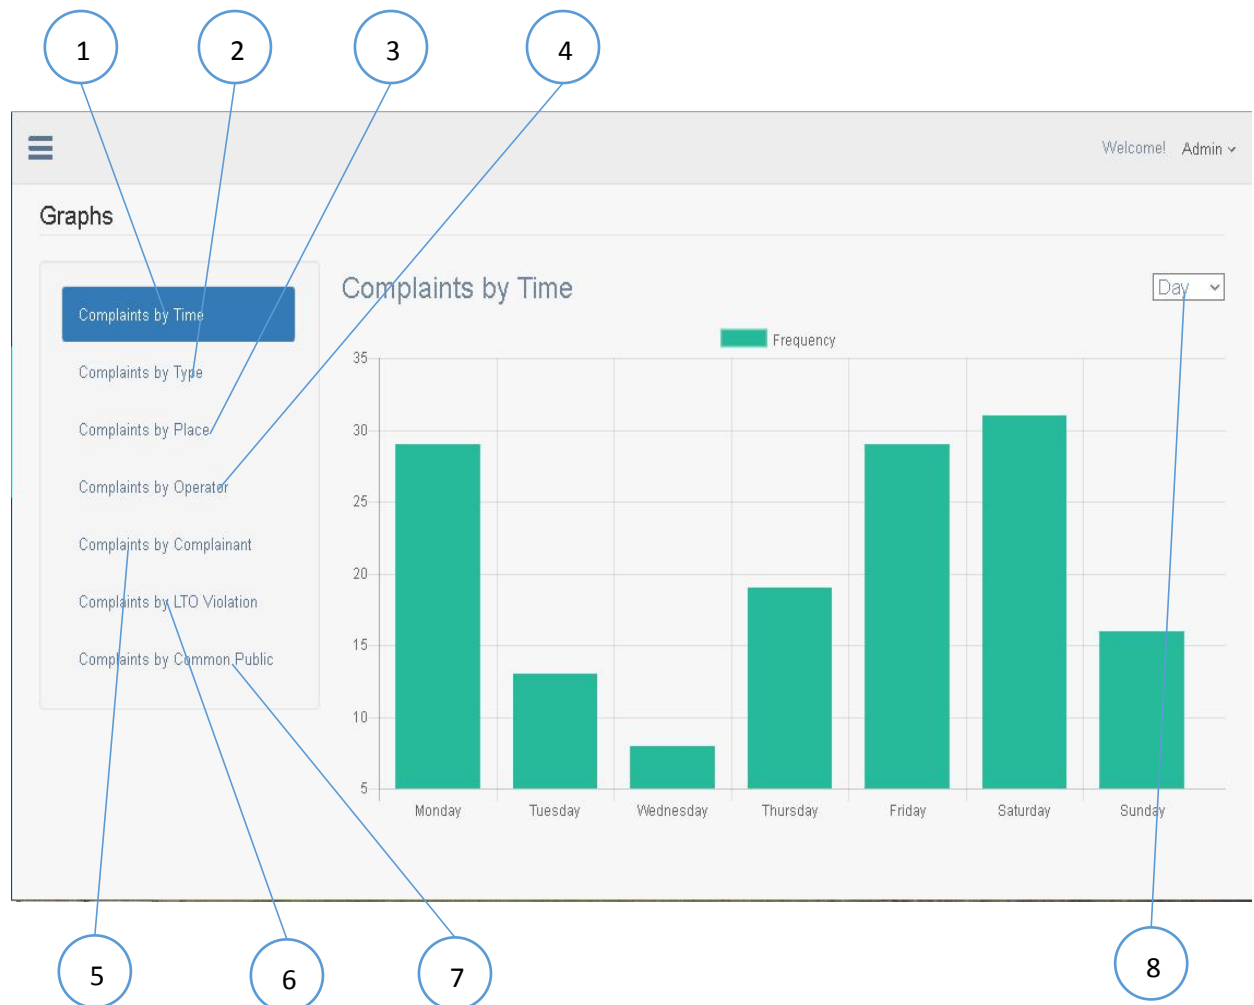 1 2 3 4
Welcome! Admin
Graphs
Complaints by Time
Complaints by Type
Complaints by Place
Complaints by Operator
Complaints by Complainant
Complaints by LTO Violation
Complaints by Common Public
Complaints by Time
Day
Frequency
35
30
25
20
15
10
5
Monday Tuesday Wednesday Thursday Friday Saturday Sunday
5 6 7 8